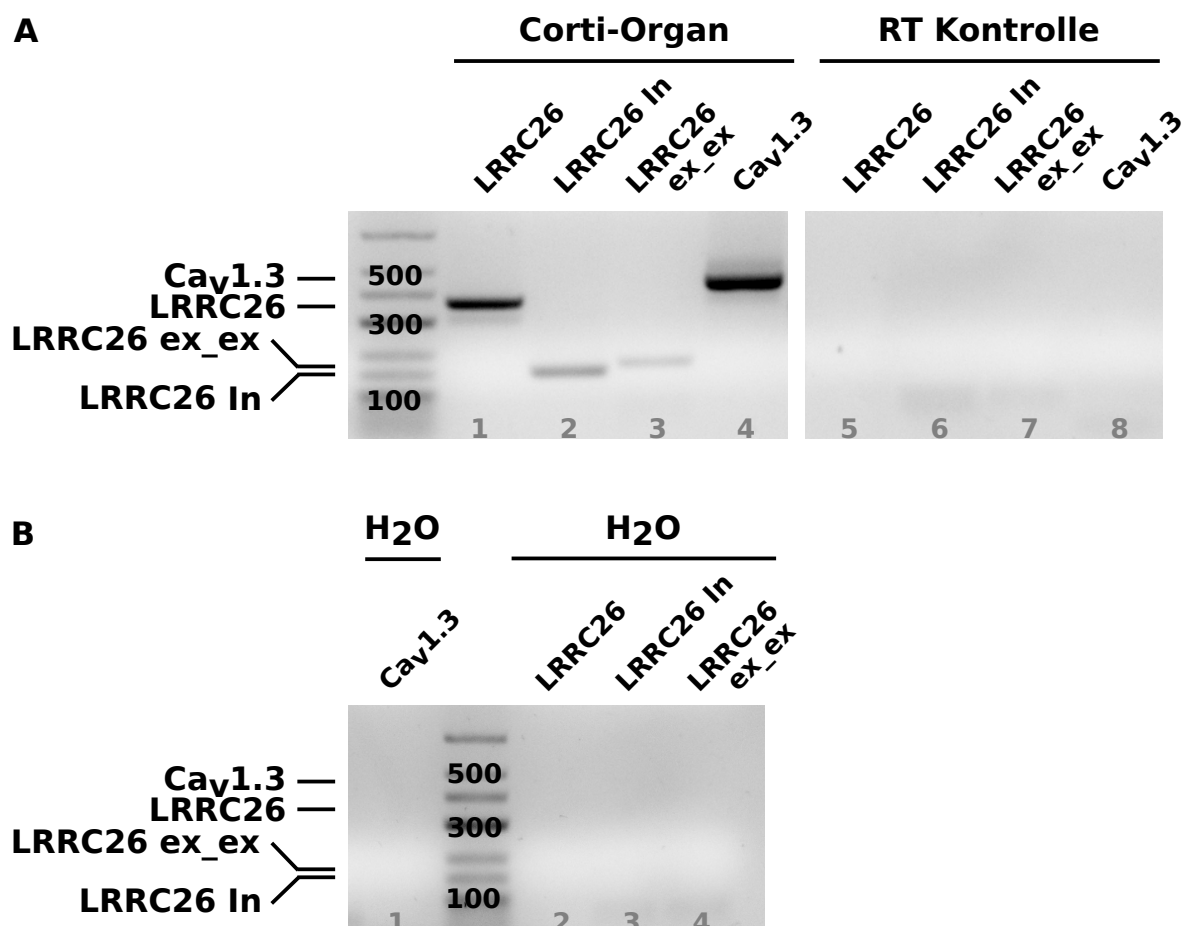 A
Corti-Organ
RT Kontrolle
LRRC26
LRRC26 In
LRRC26
ex_ex
Cav1.3
LRRC26
LRRC26 In
LRRC26
ex_ex
Cav1.3
Cav1.3
LRRC26
LRRC26 ex_ex
LRRC26 In
500
300
100
1 2 3 4
5 6 7 8
B
H2O
H2O
Cav1.3
LRRC26
LRRC26 In
LRRC26
ex_ex
Cav1.3
LRRC26
LRRC26 ex_ex
LRRC26 In
500
300
100
1 2 3 4